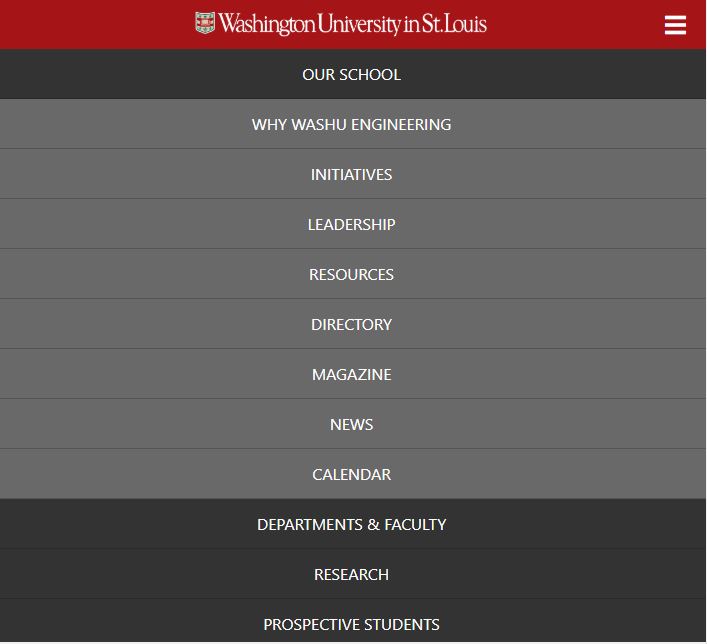 Washington University in St. Louis
OUR SCHOOL
WHY WASHU ENGINEERING
INITIATIVES
LEADERSHIP
RESOURCES
DIRECTORY
MAGAZINE
NEWS
CALENDAR
DEPARTMENTS & FACULTY
RESEARCH
PROSPECTIVE STUDENTS